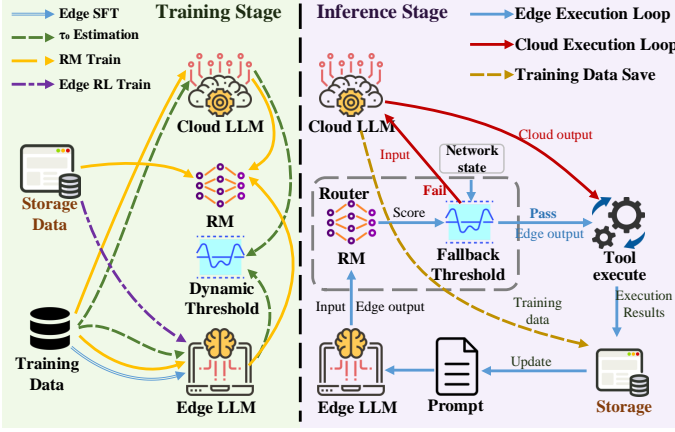 Training Stage
Edge SFT
τ₀ Estimation
RM Train
Edge RL Train
Cloud LLM
Storage
Data
RM
Dynamic
Threshold
Training
Data
Edge LLM
Inference Stage
Edge Execution Loop
Cloud Execution Loop
Training Data Save
Cloud LLM
Cloud output
Input
Network
state
Fail
Router
Score
Pass
Edge output
RM
Fallback
Threshold
Tool
execute
Input
Edge output
Training
data
Execution
Results
Update
Edge LLM
Prompt
Storage